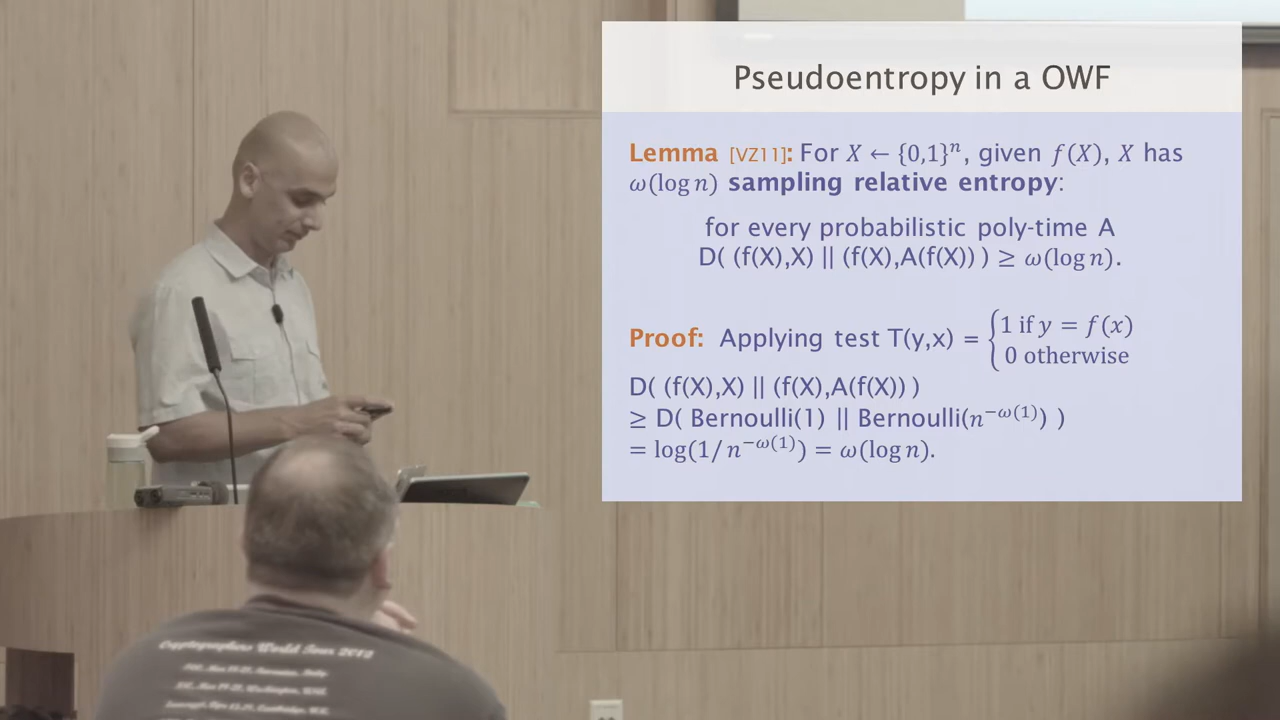 Pseudoentropy in a OWF
Lemma [VZ11]: For X ← {0,1}ⁿ, given f(X), X has
ω(log n) sampling relative entropy:
for every probabilistic poly-time A
D( (f(X),X) || (f(X),A(f(X)) ) ≥ ω(log n).
Proof: Applying test T(y,x) = {1 if y = f(x)
0 otherwise
D( (f(X),X) || (f(X),A(f(X)) )
≥ D( Bernoulli(1) || Bernoulli(n^{-ω(1)}) )
= log(1/n^{-ω(1)}) = ω(log n).
Cryptographers World Tour 2013